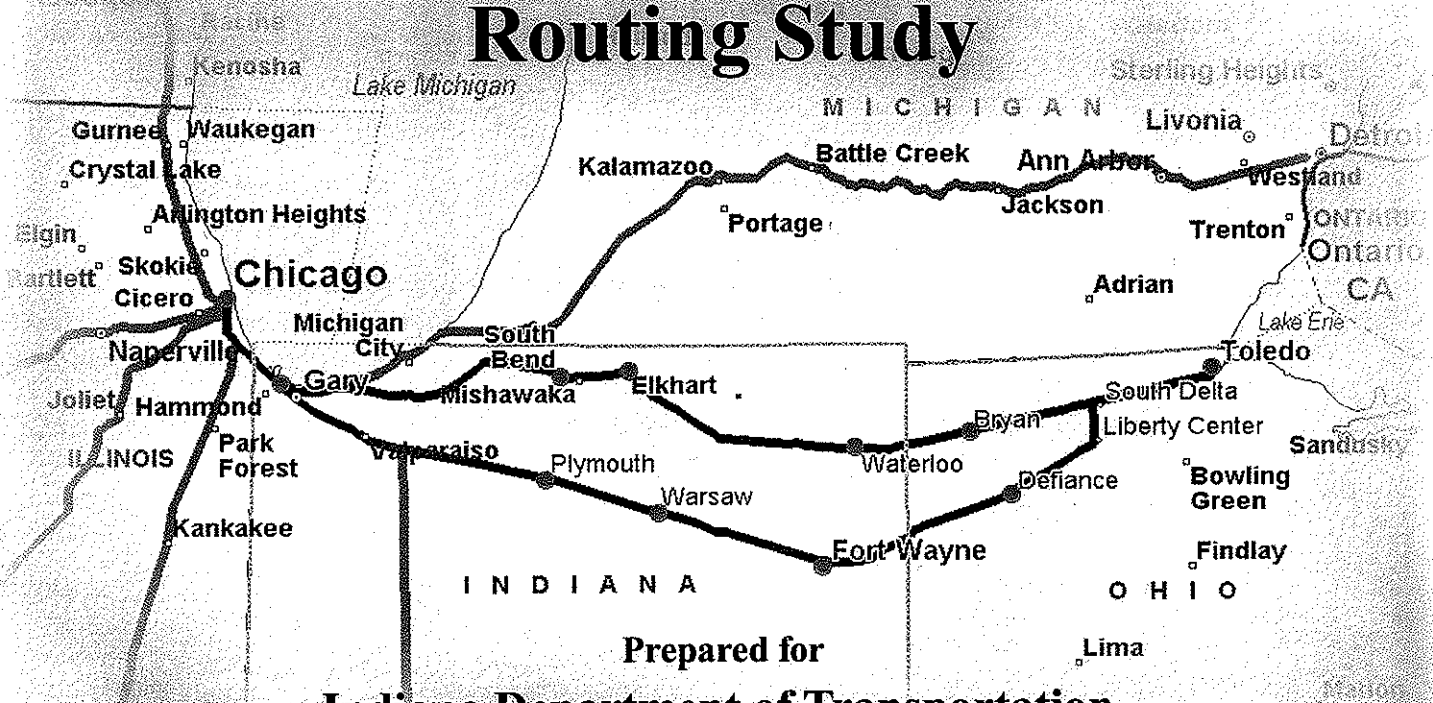 Routing Study
Kenosha
Lake Michigan
Sterling Heights
M I C H I G A N
Livonia
Gurnee
Waukegan
Detroi
Crystal Lake
Kalamazoo
Battle Creek
Ann Arbor
Westland
Arlington Heights
Portage
Jackson
Trenton
ONTARIO
Elgin
Ontario
Skokie
Chicago
Bartlett
Adrian
CA
Cicero
Michigan
City
South
Bend
Lake Erie
Naperville
Toledo
Gary
Mishawaka
Elkhart
South Delta
Joliet
Hammond
Bryan
Liberty Center
Park
Forest
Valparaiso
Sandusky
ILLINOIS
Plymouth
Waterloo
Defiance
Bowling
Green
Warsaw
Kankakee
Fort Wayne
Findlay
I N D I A N A
O H I O
Prepared for
Lima
Indiana Department of Transportation